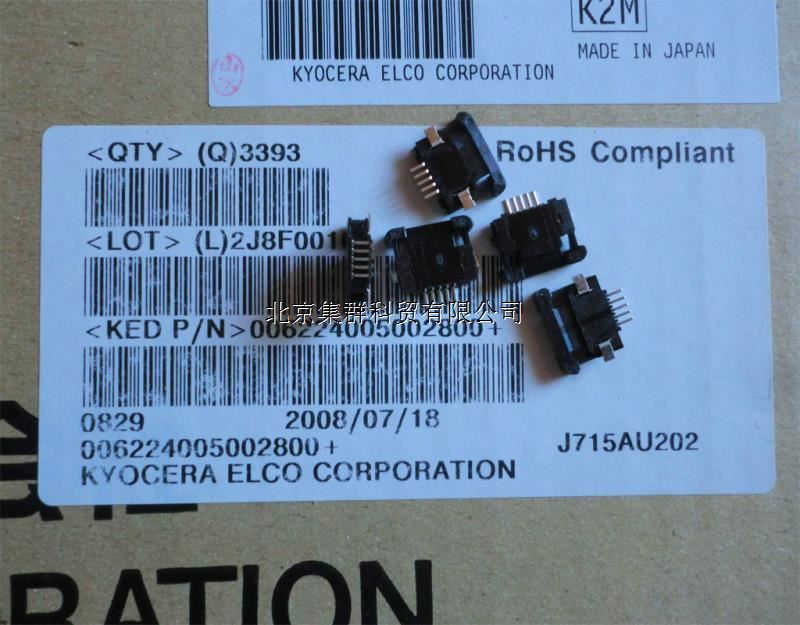 K2M
MADE IN JAPAN
KYOCERA ELCO CORPORATION
<QTY> (Q)3393
RoHS Compliant
<LOT> (L)2J8F001
北京集群科贸有限公司
<KED P/N>006224005002800+
0829 2008/07/18
006224005002800+ J715AU202
KYOCERA ELCO CORPORATION
RATION